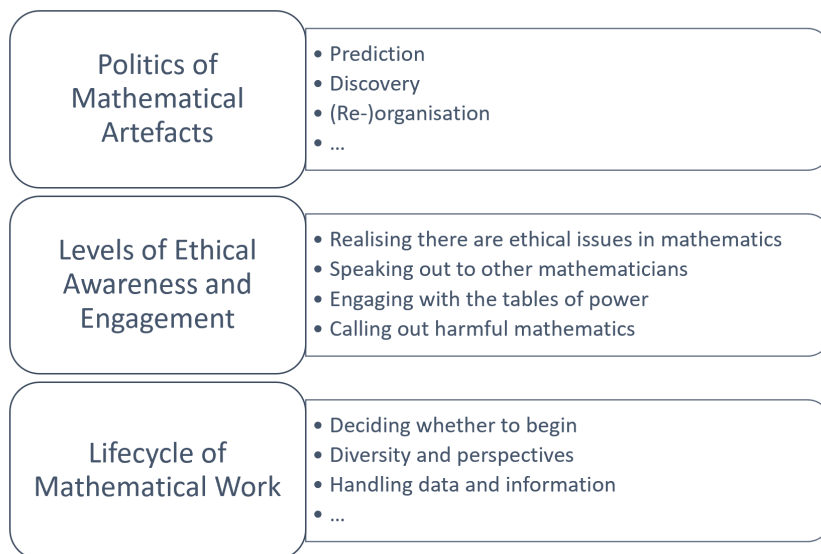 Politics of
Mathematical
Artefacts
• Prediction
• Discovery
• (Re-)organisation
• ...
Levels of Ethical
Awareness and
Engagement
• Realising there are ethical issues in mathematics
• Speaking out to other mathematicians
• Engaging with the tables of power
• Calling out harmful mathematics
Lifecycle of
Mathematical Work
• Deciding whether to begin
• Diversity and perspectives
• Handling data and information
• ...